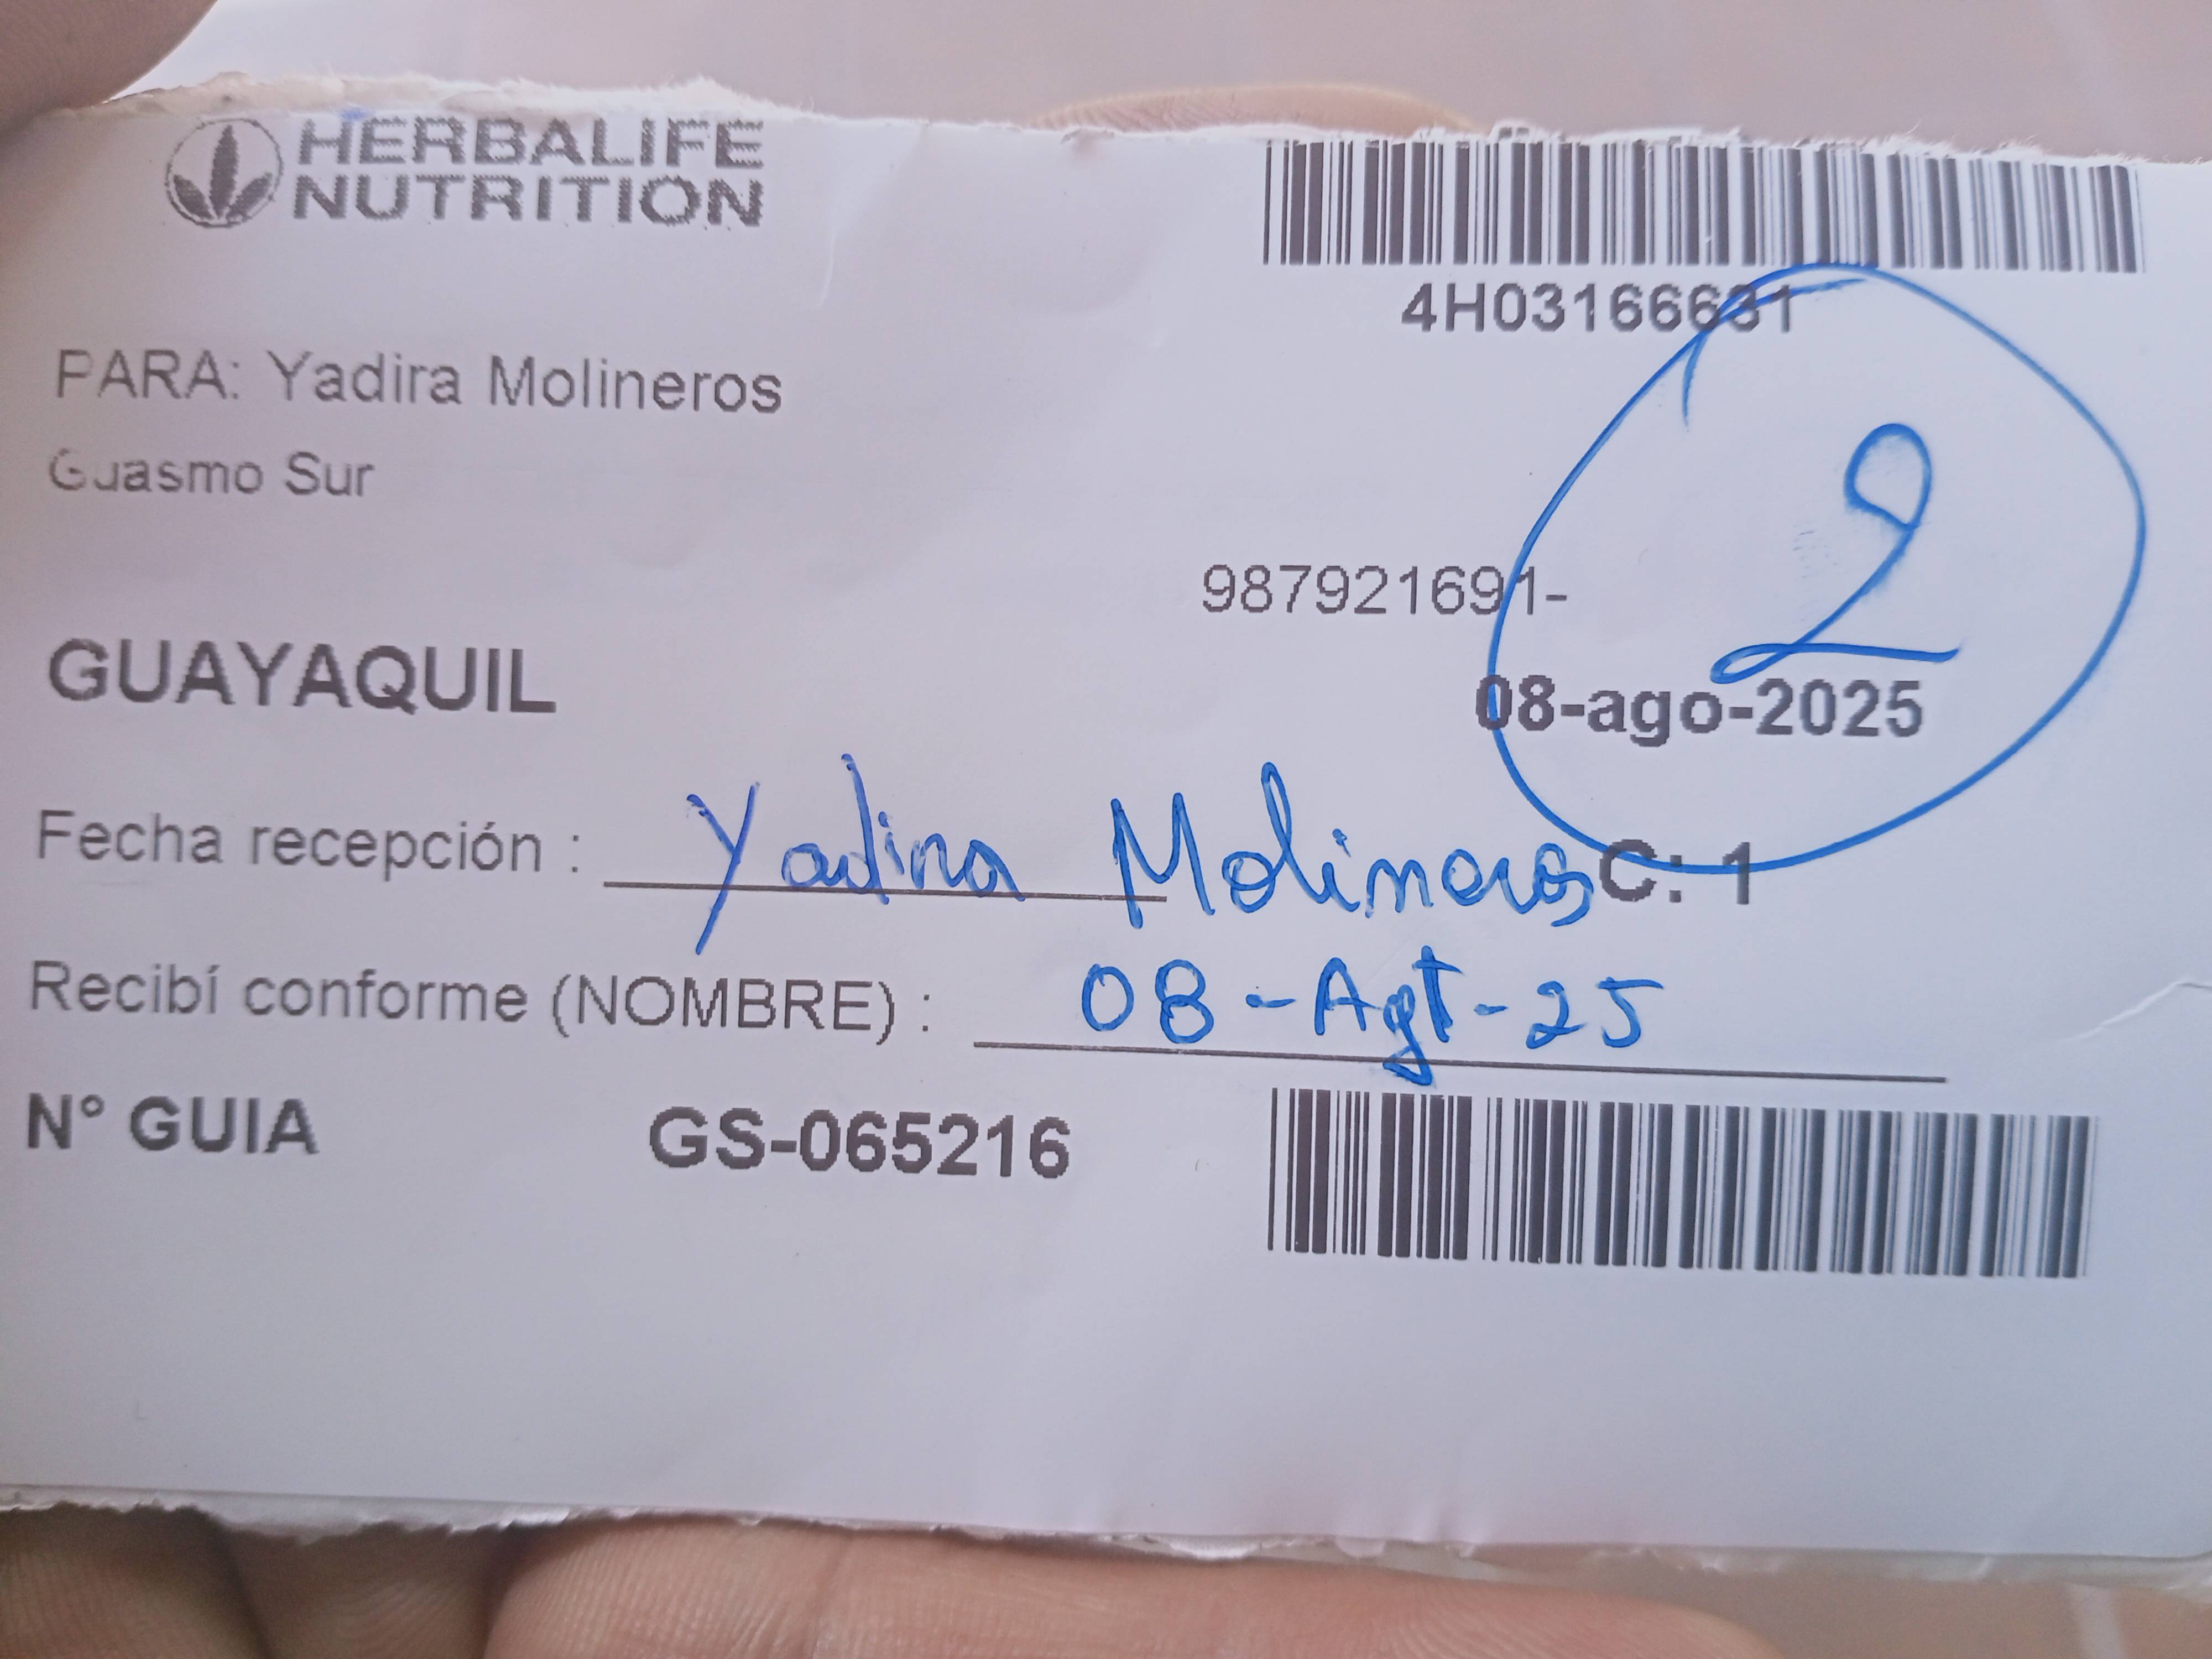 HERBALIFE
NUTRITION
4H03166631
PARA: Yadira Molineros
Guasmo Sur
2
987921691-
GUAYAQUIL
08-ago-2025
Fecha recepción : Yadira Molineros C: 1
Recibí conforme (NOMBRE) : 08-Agt-25
N° GUIA GS-065216